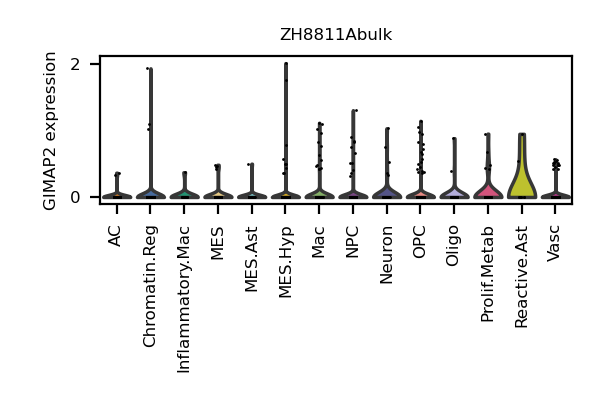 ZH8811Abulk
GIMAP2 expression
2
0
AC
Chromatin.Reg
Inflammatory.Mac
MES
MES.Ast
MES.Hyp
Mac
NPC
Neuron
OPC
Oligo
Prolif.Metab
Reactive.Ast
Vasc